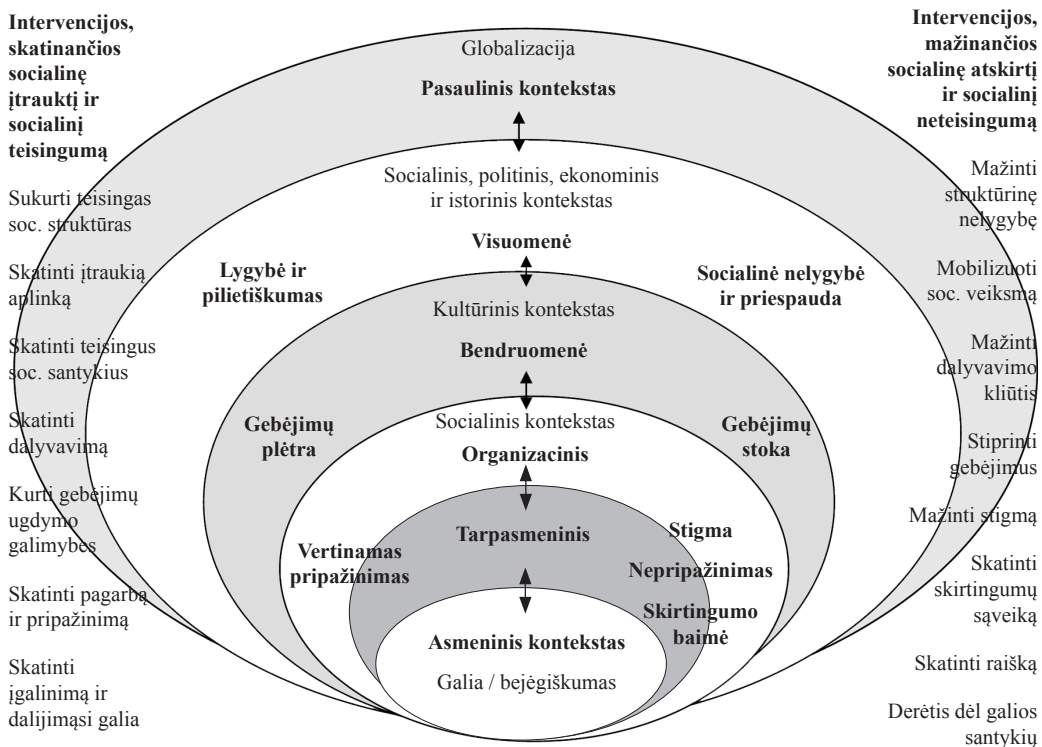 Intervencijos,
skatinančios
socialinę
įtrauktį ir
socialinį
teisingumą
Sukurti teisingas
soc. struktūras
Skatinti įtraukią
aplinką
Skatinti teisingus
soc. santykius
Skatinti
dalyvavimą
Kurti gebėjimų
ugdymo
galimybes
Skatinti pagarbą
ir pripažinimą
Skatinti
įgalinimą ir
dalijimąsi galia
Globalizacija
Pasaulinis kontekstas
Socialinis, politinis, ekonominis
ir istorinis kontekstas
Visuomenė
Lygybė ir
pilietiškumas
Socialinė nelygybė
ir priespauda
Kultūrinis kontekstas
Bendruomenė
Gebėjimų
plėtra
Gebėjimų
stoka
Socialinis kontekstas
Organizacinis
Tarpasmeninis
Vertinamas
pripažinimas
Stigma
Nepripažinimas
Skirtingumo
baimė
Asmeninis kontekstas
Galia / bejėgiškumas
Intervencijos,
mažinančios
socialinę atskirtį
ir socialinį
neteisingumą
Mažinti
struktūrinę
nelygybę
Mobilizuoti
soc. veiksmą
Mažinti
dalyvavimo
kliūtis
Stiprinti
gebėjimus
Mažinti stigmą
Skatinti
skirtingumų
sąveiką
Skatinti raišką
Derėtis dėl galios
santykių